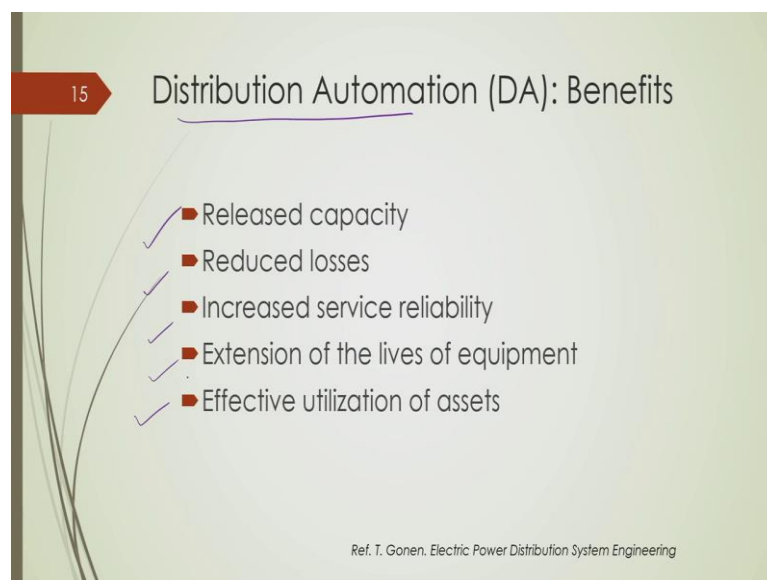 15
Distribution Automation (DA): Benefits
Released capacity
Reduced losses
Increased service reliability
Extension of the lives of equipment
Effective utilization of assets
Ref. T. Gonen. Electric Power Distribution System Engineering